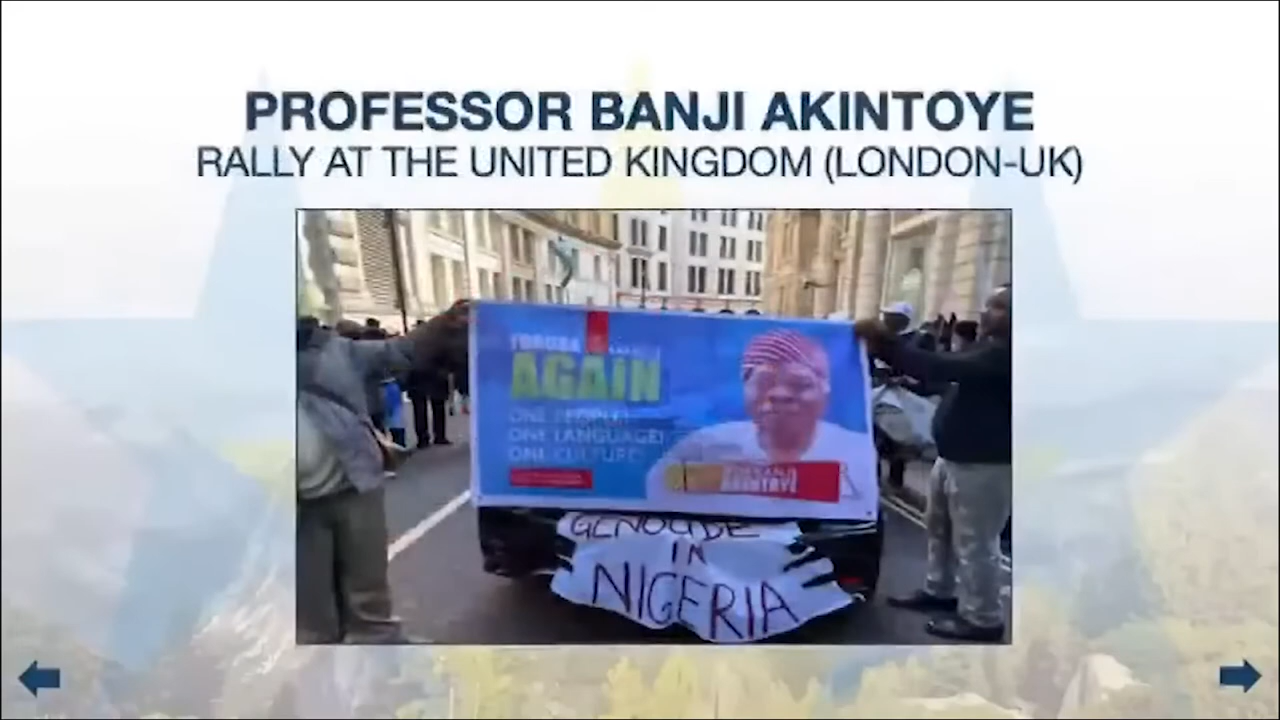 PROFESSOR BANJI AKINTOYE
RALLY AT THE UNITED KINGDOM (LONDON-UK)
YORUBA
AGAIN
ONE PEOPLE!
ONE LANGUAGE!
ONE CULTURE!
AKINTOYE
GENOCIDE
IN
NIGERIA